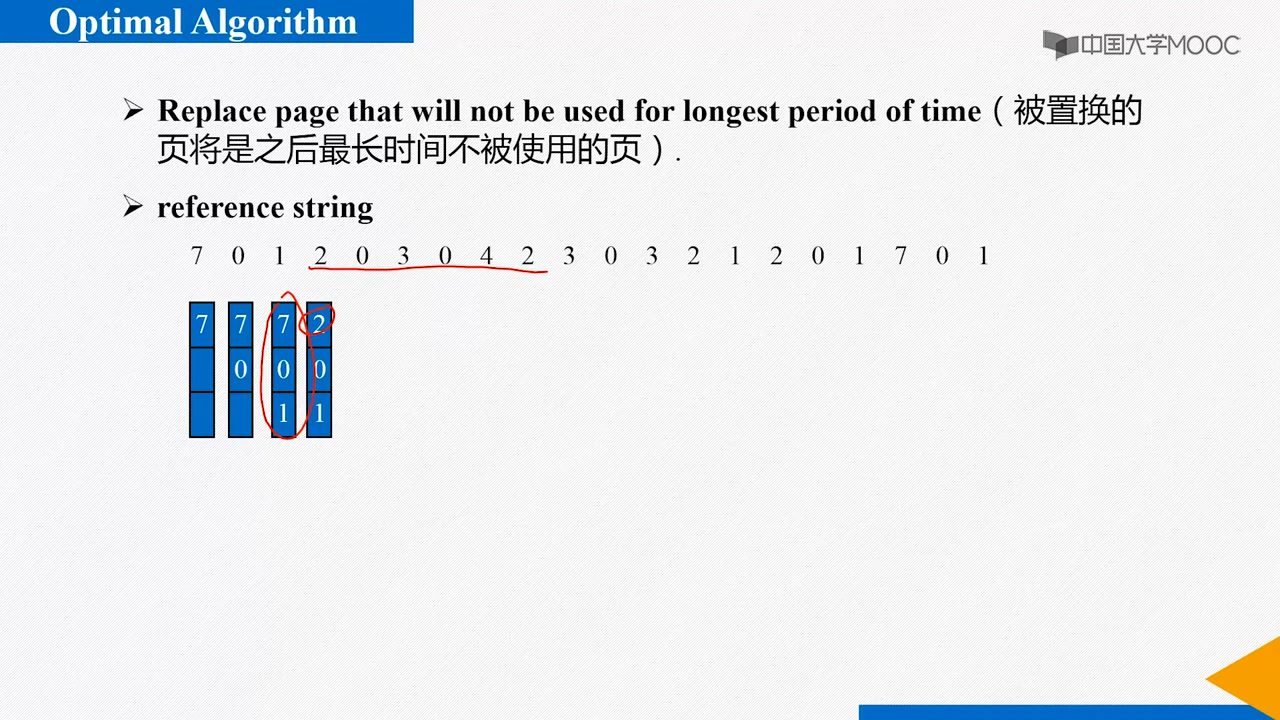 Optimal Algorithm
中国大学MOOC
Replace page that will not be used for longest period of time（被置换的
页将是之后最长时间不被使用的页）.
reference string
7 0 1 2 0 3 0 4 2 3 0 3 2 1 2 0 1 7 0 1
7 7 7 2
0 0 0
1 1